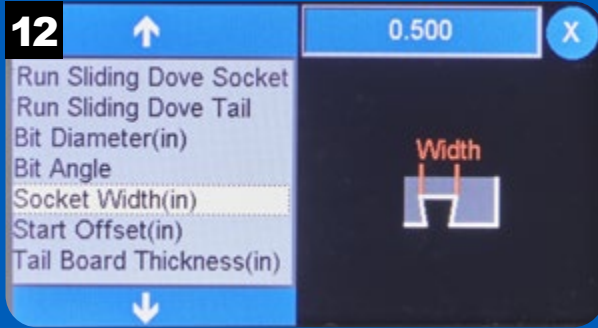 12
0.500
X
Run Sliding Dove Socket
Run Sliding Dove Tail
Bit Diameter(in)
Bit Angle
Socket Width(in)
Start Offset(in)
Tail Board Thickness(in)
Width